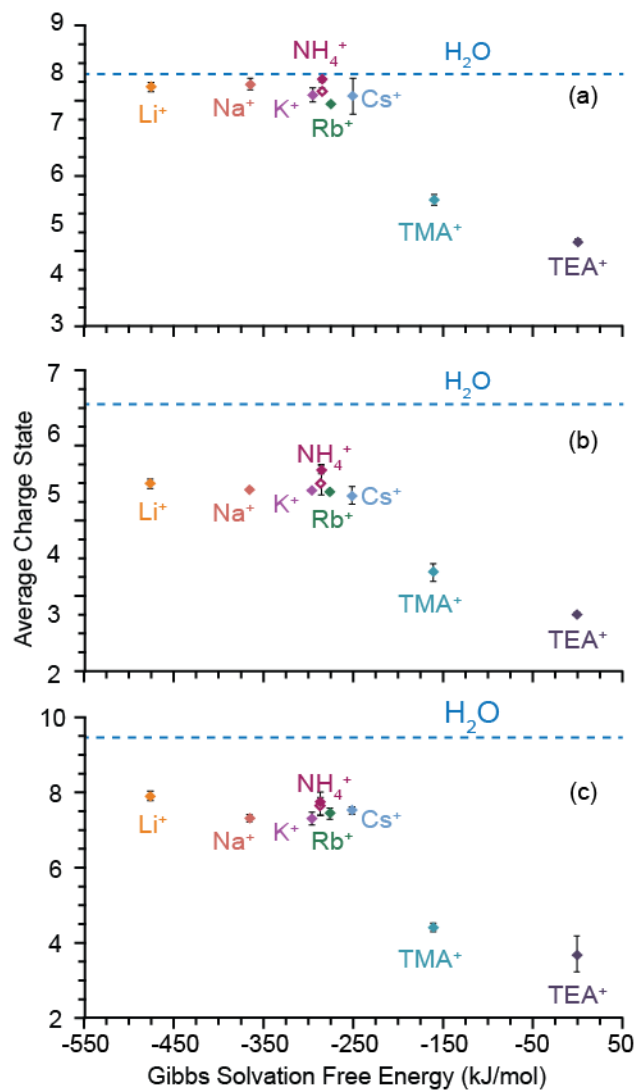 9
8
7
6
5
4
3
NH₄⁺
H₂O
(a)
Li⁺
Na⁺
K⁺
Rb⁺
Cs⁺
TMA⁺
TEA⁺
Average Charge State
7
6
5
4
3
2
H₂O
(b)
NH₄⁺
Li⁺
Na⁺
K⁺
Rb⁺
Cs⁺
TMA⁺
TEA⁺
10
8
6
4
2
H₂O
(c)
NH₄⁺
Li⁺
Na⁺
K⁺
Rb⁺
Cs⁺
TMA⁺
TEA⁺
-550 -450 -350 -250 -150 -50 50
Gibbs Solvation Free Energy (kJ/mol)